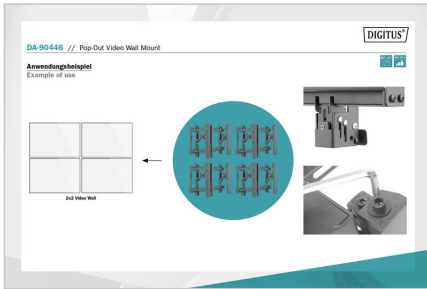 DIGITUS®
DA-90446 // Pop-Out Video Wall Mount
Anwendungsbeispiel
Example of use
2x2 Video Wall